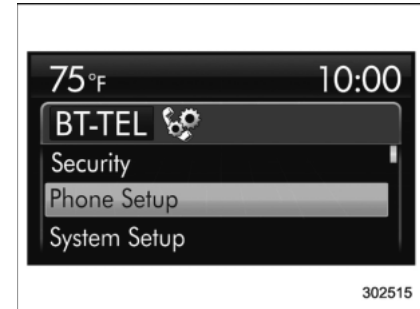 75°F 10:00
BT-TEL
Security
Phone Setup
System Setup
302515